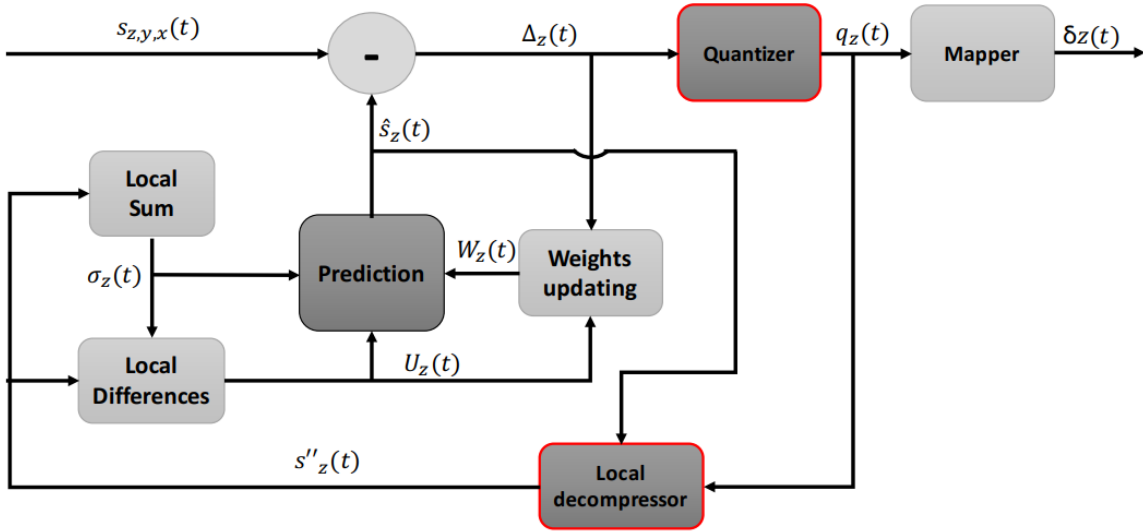 s_{z,y,x}(t)
-
Δ_z(t)
Quantizer
q_z(t)
Mapper
δz(t)
ŝ_z(t)
Local
Sum
σ_z(t)
Prediction
W_z(t)
Weights
updating
Local
Differences
U_z(t)
s''_z(t)
Local
decompressor